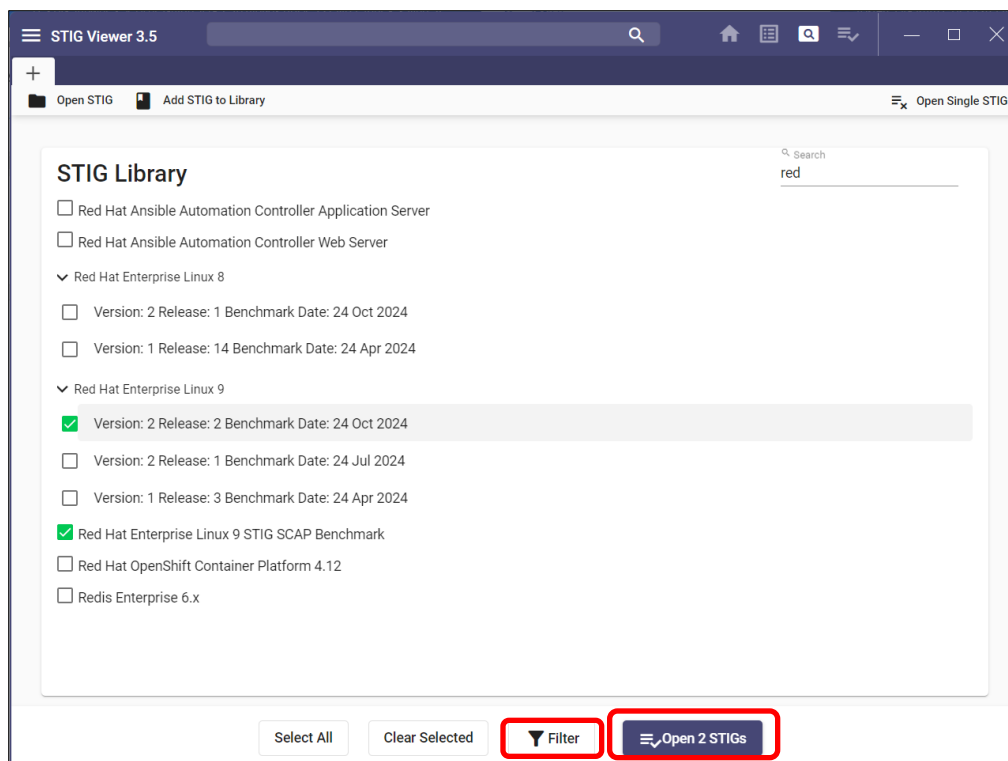 STIG Viewer 3.5
Open STIG Add STIG to Library Open Single STIG
STIG Library
Search
red
Red Hat Ansible Automation Controller Application Server
Red Hat Ansible Automation Controller Web Server
Red Hat Enterprise Linux 8
Version: 2 Release: 1 Benchmark Date: 24 Oct 2024
Version: 1 Release: 14 Benchmark Date: 24 Apr 2024
Red Hat Enterprise Linux 9
Version: 2 Release: 2 Benchmark Date: 24 Oct 2024
Version: 2 Release: 1 Benchmark Date: 24 Jul 2024
Version: 1 Release: 3 Benchmark Date: 24 Apr 2024
Red Hat Enterprise Linux 9 STIG SCAP Benchmark
Red Hat OpenShift Container Platform 4.12
Redis Enterprise 6.x
Select All Clear Selected Filter Open 2 STIGs